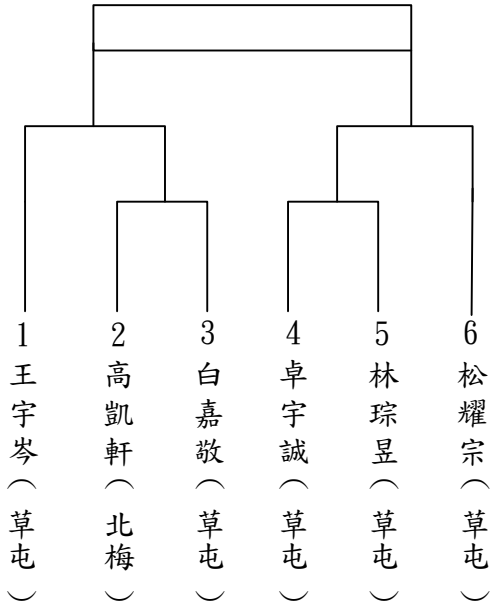 1王宇岑（草屯）
2高凱軒（北梅）
3白嘉敬（草屯）
4卓宇誠（草屯）
5林琮昱（草屯）
6松耀宗（草屯）